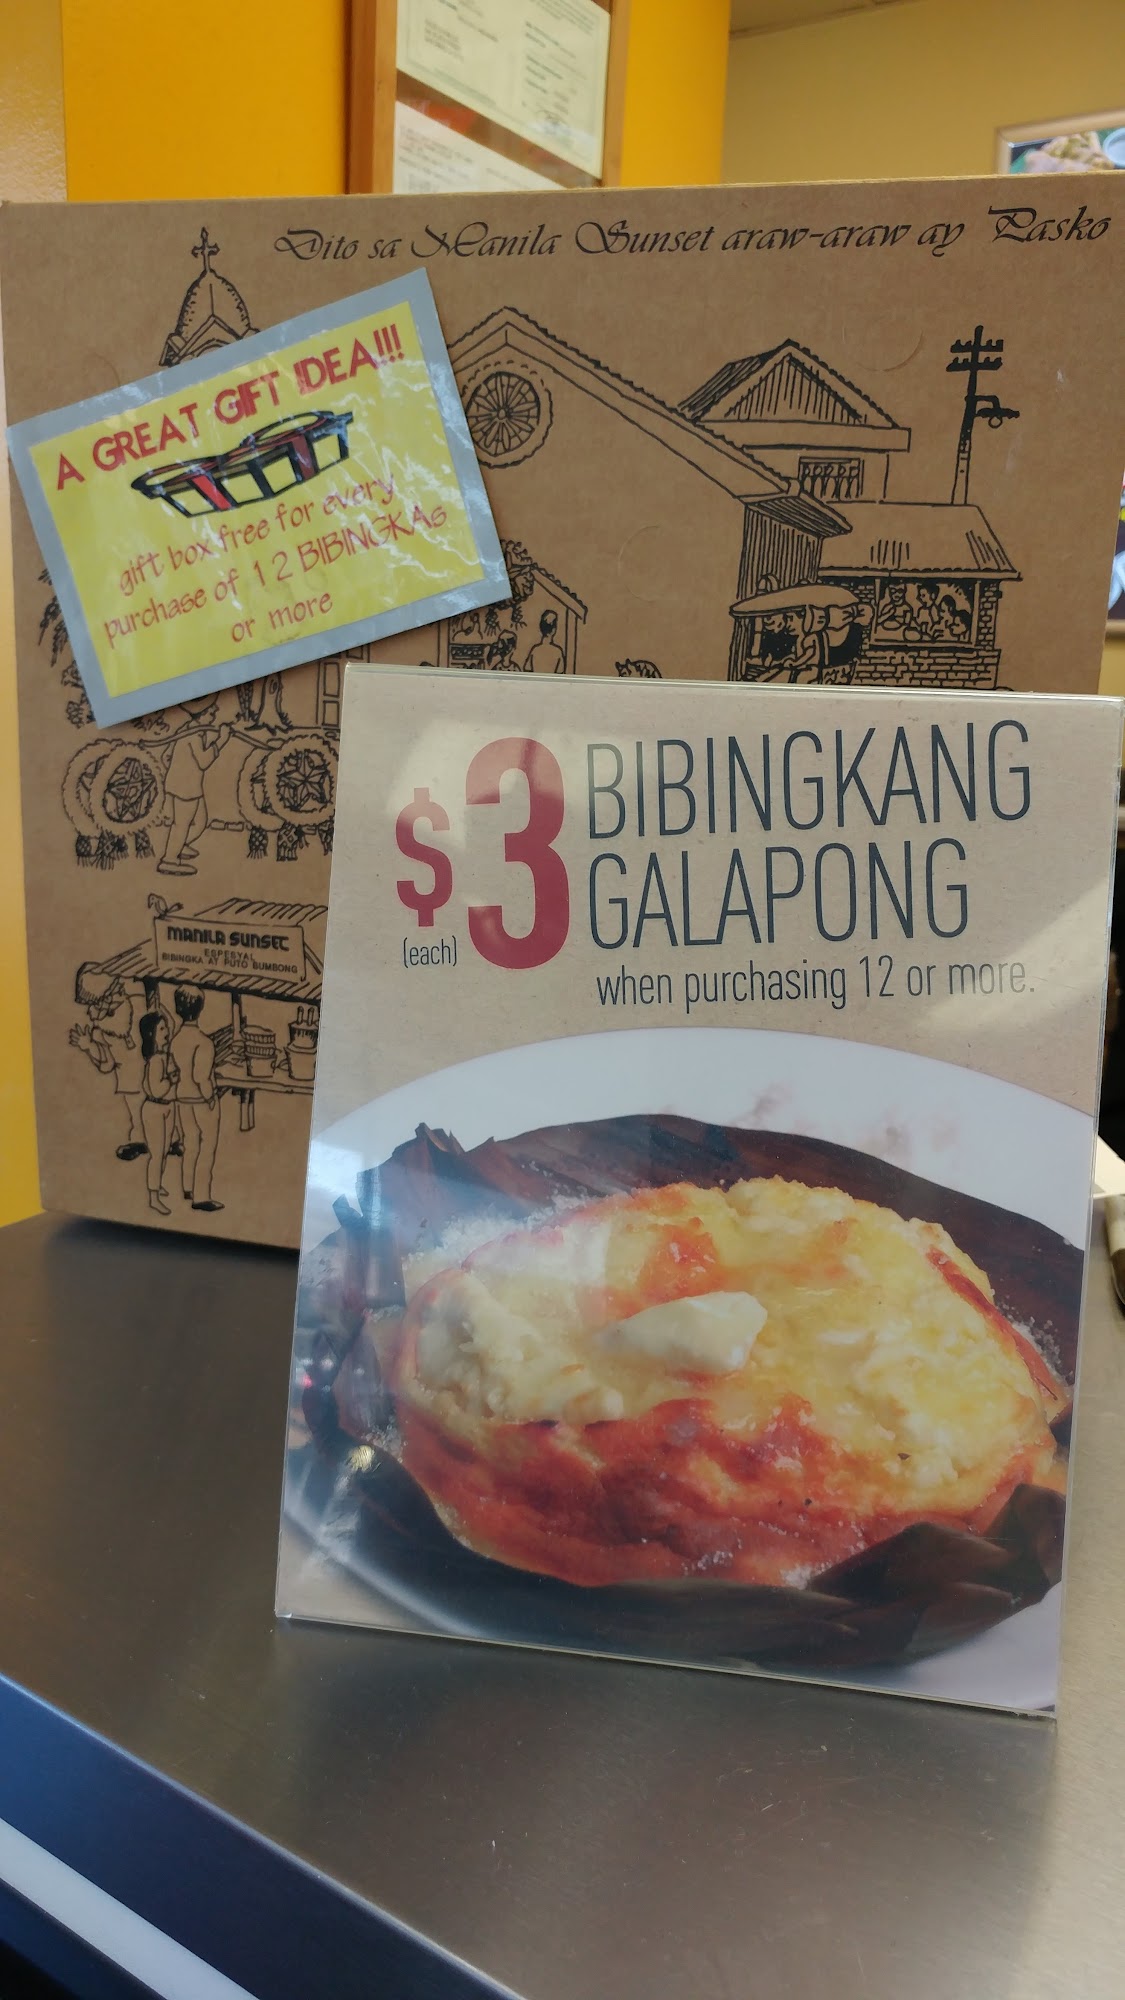 Dito sa Manila Sunset araw-araw ay Pasko
A GREAT GIFT IDEA!!!
gift box free for every
purchase of 12 BIBINGKAs
or more
MANILA SUNSET
ESPESYAL
BIBINGKA AT PUTO BUMBONG
$3
(each)
BIBINGKANG
GALAPONG
when purchasing 12 or more.